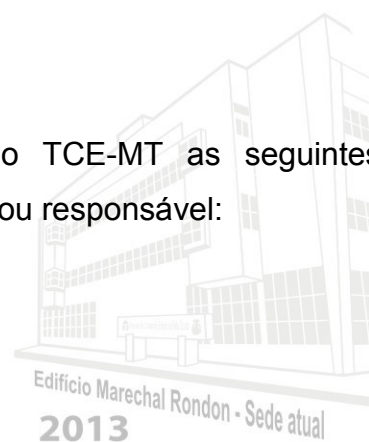 o TCE-MT as seguintes
ou responsável:
Edifício Marechal Rondon - Sede atual
2013